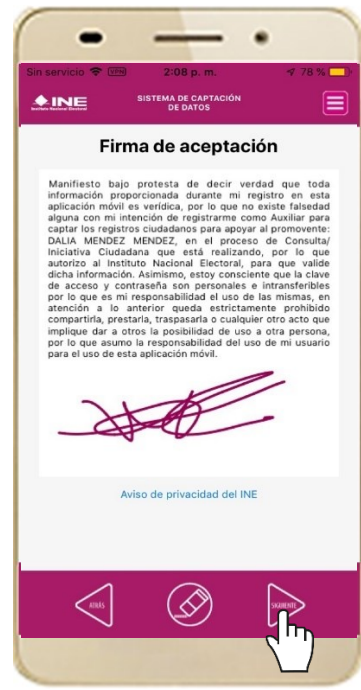 Sin servicio VPN 2:08 p. m. 78 %
INE
Instituto Nacional Electoral
SISTEMA DE CAPTACIÓN
DE DATOS
Firma de aceptación
Manifiesto bajo protesta de decir verdad que toda
información proporcionada durante mi registro en esta
aplicación móvil es verídica, por lo que no existe falsedad
alguna con mi intención de registrarme como Auxiliar para
captar los registros ciudadanos para apoyar al promovente:
DALIA MENDEZ MENDEZ, en el proceso de Consulta/
Iniciativa Ciudadana que está realizando, por lo que
autorizo al Instituto Nacional Electoral, para que valide
dicha información. Asimismo, estoy consciente que la clave
de acceso y contraseña son personales e intransferibles
por lo que es mi responsabilidad el uso de las mismas, en
atención a lo anterior queda estrictamente prohibido
compartirla, prestarla, traspasarla o cualquier otro acto que
implique dar a otros la posibilidad de uso a otra persona,
por lo que asumo la responsabilidad del uso de mi usuario
para el uso de esta aplicación móvil.
Aviso de privacidad del INE
ATRÁS
SIGUIENTE